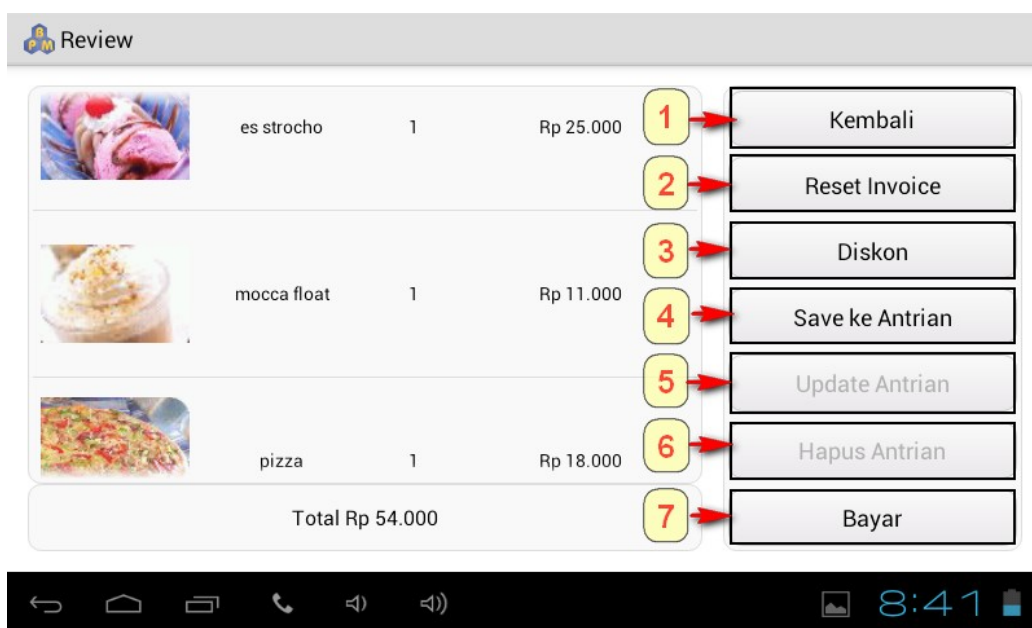 B P M Review
es strocho 1 Rp 25.000 1 Kembali
2 Reset Invoice
3 Diskon
mocca float 1 Rp 11.000
4 Save ke Antrian
5 Update Antrian
pizza 1 Rp 18.000 6 Hapus Antrian
Total Rp 54.000 7 Bayar
8:41